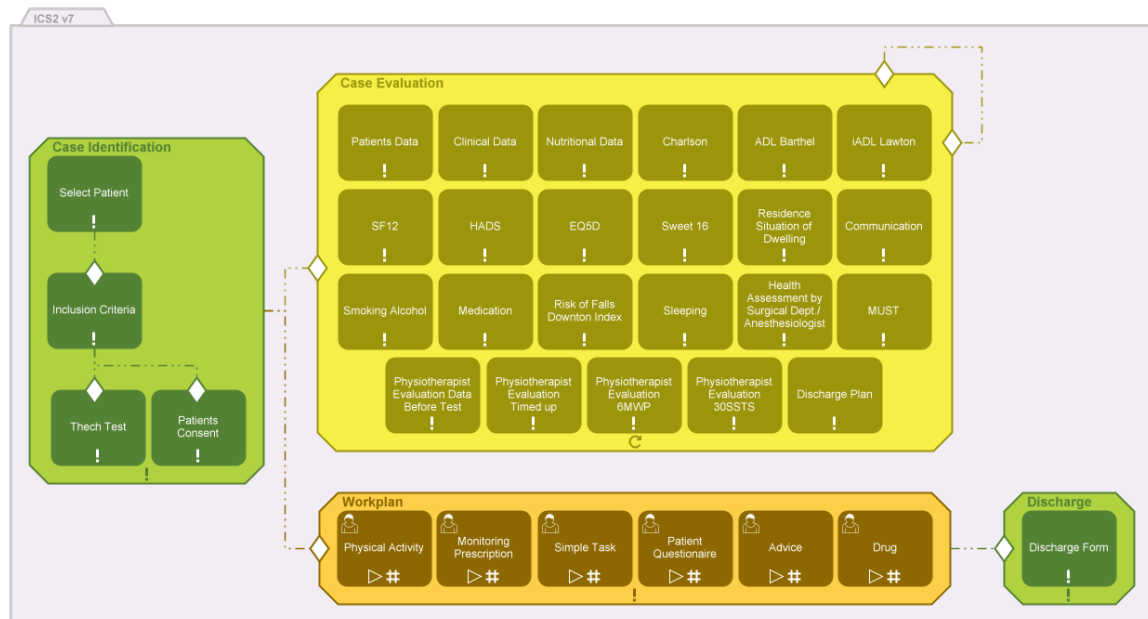 ICS2 v7
Case Evaluation
Patients Data
Clinical Data
Nutritional Data
Charlson
ADL Barthel
iADL Lawton
SF12
HADS
EQ5D
Sweet 16
Residence
Situation of
Dwelling
Communication
Smoking Alcohol
Medication
Risk of Falls
Downton Index
Sleeping
Health
Assessment by
Surgical Dept./
Anesthesiologist
MUST
Physiotherapist
Evaluation Data
Before Test
Physiotherapist
Evaluation
Timed up
Physiotherapist
Evaluation
6MWP
Physiotherapist
Evaluation
30SSTS
Discharge Plan
Case Identification
Select Patient
Inclusion Criteria
Thech Test
Patients
Consent
Workplan
Physical Activity
Monitoring
Prescription
Simple Task
Patient
Questionaire
Advice
Drug
Discharge
Discharge Form